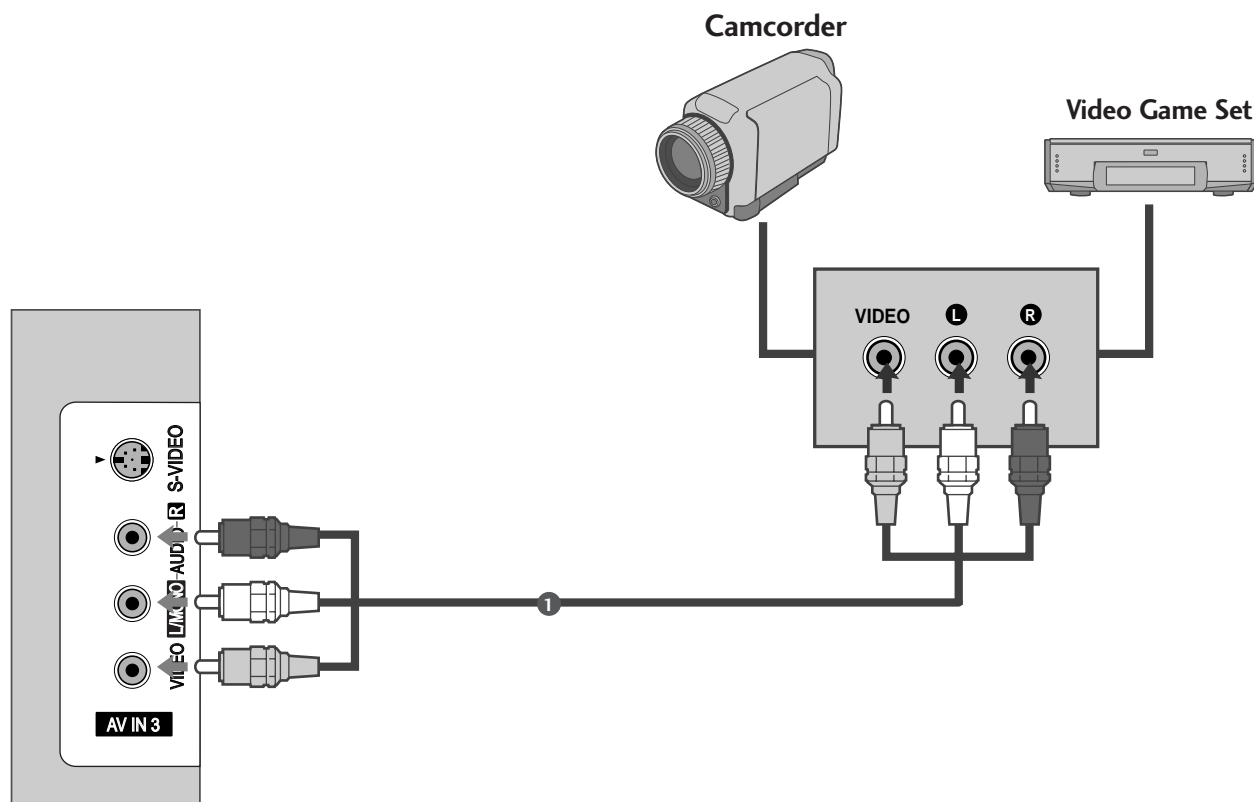 Camcorder
Video Game Set
VIDEO L R
S-VIDEO
AUDIO R
L/MONO
VIDEO
1
AV IN 3